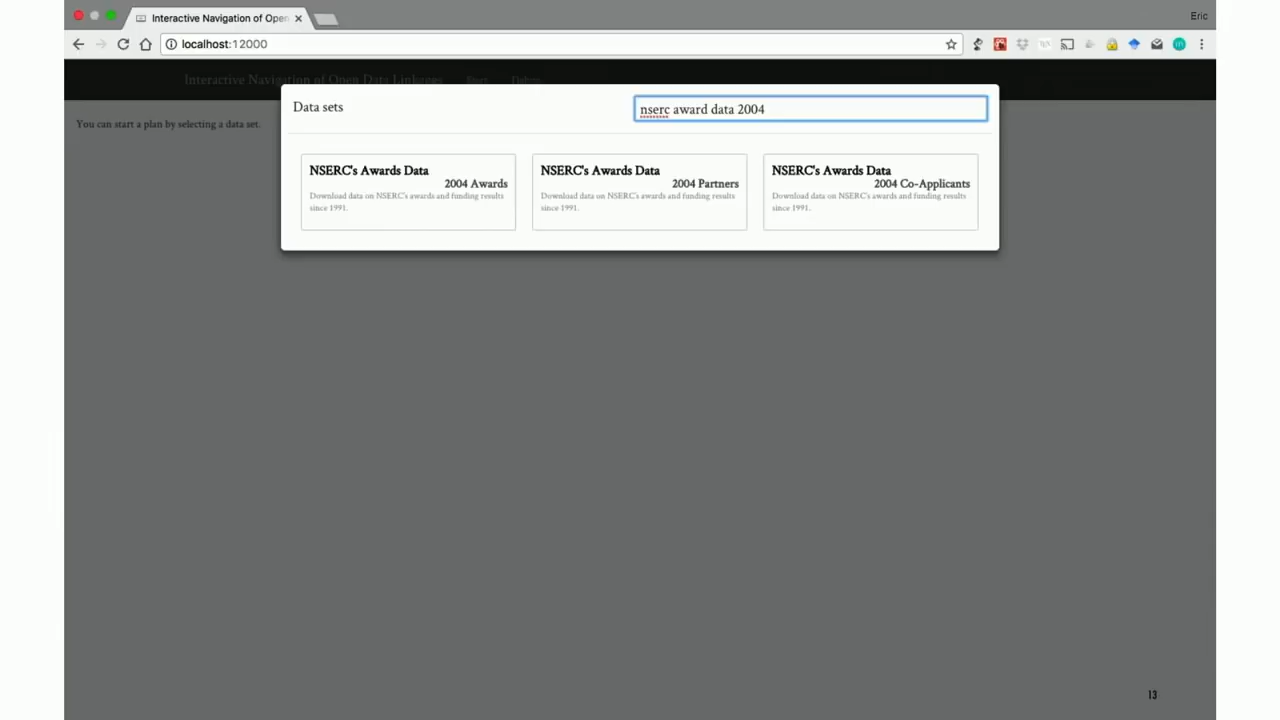 Interactive Navigation of Open
Eric
localhost:12000
Interactive Navigation of Open Data Linkages
Data sets
nserc award data 2004
You can start a plan by selecting a data set.
NSERC's Awards Data
2004 Awards
Download data on NSERC's awards and funding results
since 1991.
NSERC's Awards Data
2004 Partners
Download data on NSERC's awards and funding results
since 1991.
NSERC's Awards Data
2004 Co-Applicants
Download data on NSERC's awards and funding results
since 1991.
13